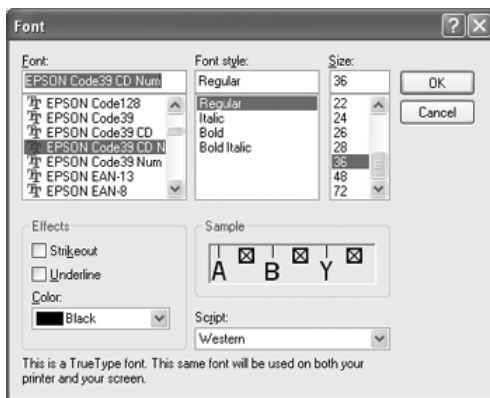 Font
Font:
EPSON Code39 CD Num
EPSON Code128
EPSON Code39
EPSON Code39 CD
EPSON Code39 CD N
EPSON Code39 Num
EPSON EAN-13
EPSON EAN-8
Font style:
Regular
Regular
Italic
Bold
Bold Italic
Size:
36
22
24
26
28
36
48
72
OK
Cancel
Effects
Strikeout
Underline
Color:
Black
Sample
A B Y
Script:
Western
This is a TrueType font. This same font will be used on both your
printer and your screen.